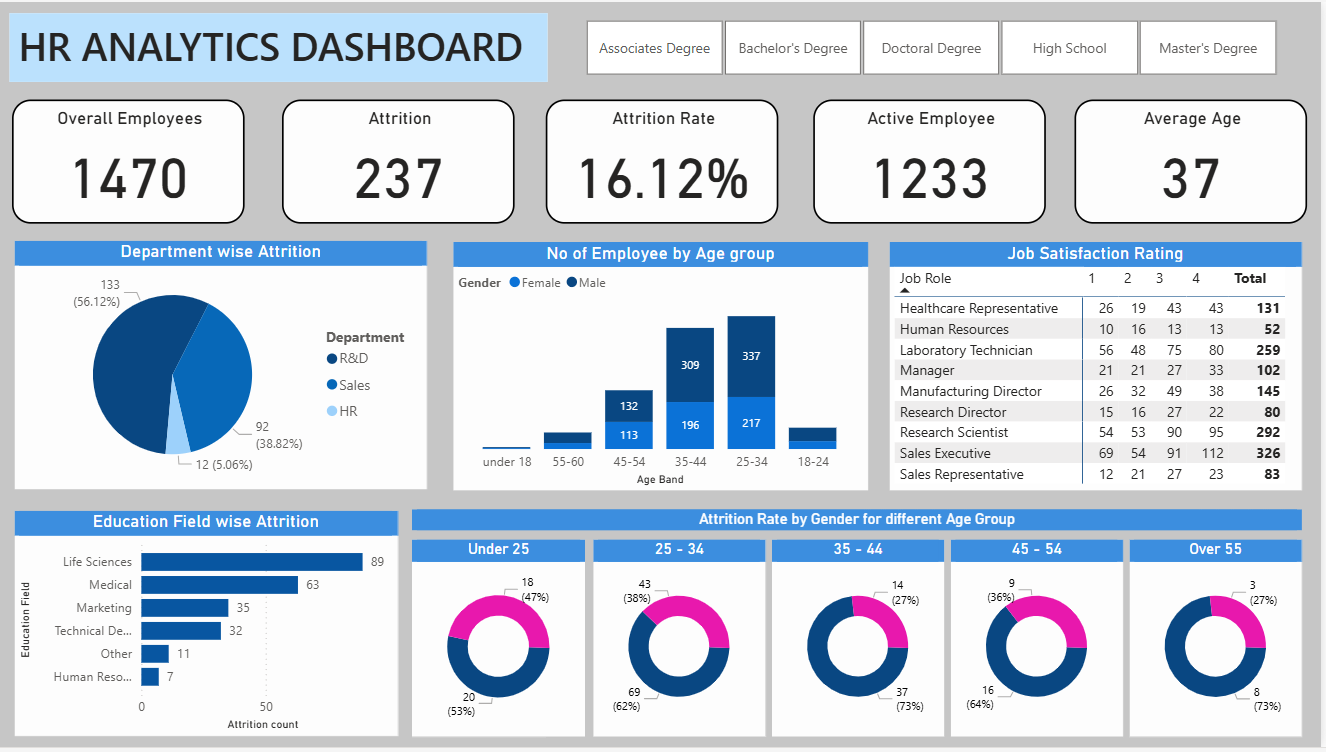 HR ANALYTICS DASHBOARD
Associates Degree
Bachelor's Degree
Doctoral Degree
High School
Master's Degree
Overall Employees
1470
Attrition
237
Attrition Rate
16.12%
Active Employee
1233
Average Age
37
Department wise Attrition
133
(56.12%)
92
(38.82%)
12 (5.06%)
Department
R&D
Sales
HR
No of Employee by Age group
Gender Female Male
132
113
309
196
337
217
under 18 55-60 45-54 35-44 25-34 18-24
Age Band
Job Satisfaction Rating
Job Role 1 2 3 4 Total
Healthcare Representative 26 19 43 43 131
Human Resources 10 16 13 13 52
Laboratory Technician 56 48 75 80 259
Manager 21 21 27 33 102
Manufacturing Director 26 32 49 38 145
Research Director 15 16 27 22 80
Research Scientist 54 53 90 95 292
Sales Executive 69 54 91 112 326
Sales Representative 12 21 27 23 83
Education Field wise Attrition
Education Field
Life Sciences 89
Medical 63
Marketing 35
Technical De... 32
Other 11
Human Reso... 7
0 50
Attrition count
Attrition Rate by Gender for different Age Group
Under 25
18
(47%)
20
(53%)
25 - 34
43
(38%)
69
(62%)
35 - 44
14
(27%)
37
(73%)
45 - 54
9
(36%)
16
(64%)
Over 55
3
(27%)
8
(73%)